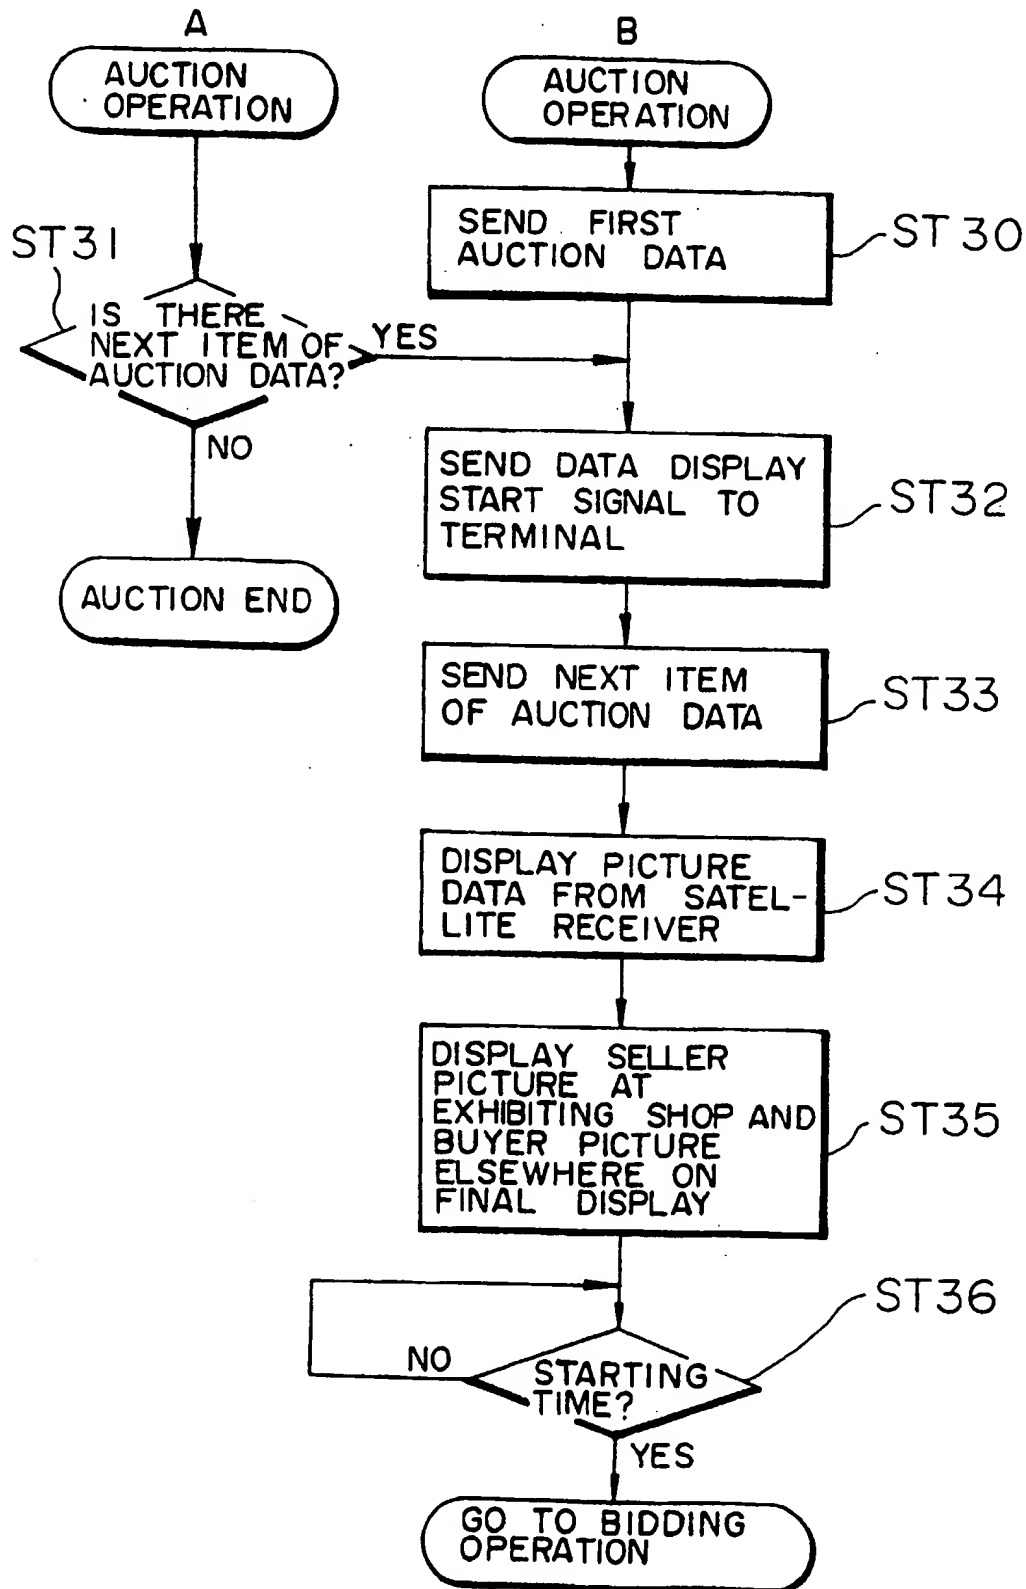 A
AUCTION
OPERATION
ST31
IS THERE
NEXT ITEM OF
AUCTION DATA?
YES
NO
AUCTION END
B
AUCTION
OPERATION
SEND FIRST
AUCTION DATA
ST30
SEND DATA DISPLAY
START SIGNAL TO
TERMINAL
ST32
SEND NEXT ITEM
OF AUCTION DATA
ST33
DISPLAY PICTURE
DATA FROM SATEL-
LITE RECEIVER
ST34
DISPLAY SELLER
PICTURE AT
EXHIBITING SHOP AND
BUYER PICTURE
ELSEWHERE ON
FINAL DISPLAY
ST35
ST36
NO
STARTING
TIME?
YES
GO TO BIDDING
OPERATION